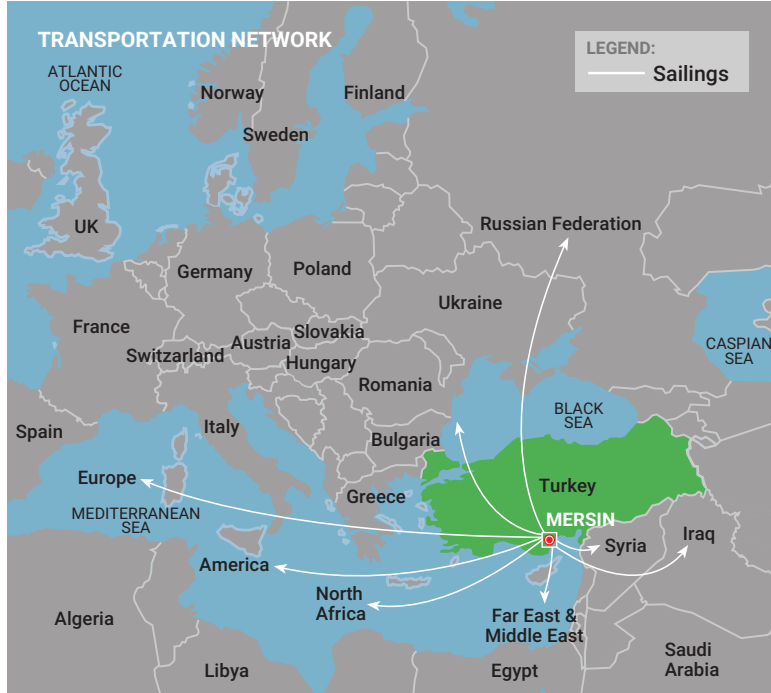 TRANSPORTATION NETWORK
LEGEND:
Sailings
ATLANTIC
OCEAN
Norway
Finland
Sweden
UK
Russian Federation
Germany
Poland
Ukraine
France
Slovakia
Austria
Switzarland
Hungary
CASPIAN
SEA
Romania
BLACK
SEA
Spain
Italy
Bulgaria
Europe
Turkey
Greece
MEDITERRANEAN
SEA
MERSIN
Iraq
Syria
America
North
Africa
Far East &
Middle East
Algeria
Saudi
Arabia
Libya
Egypt